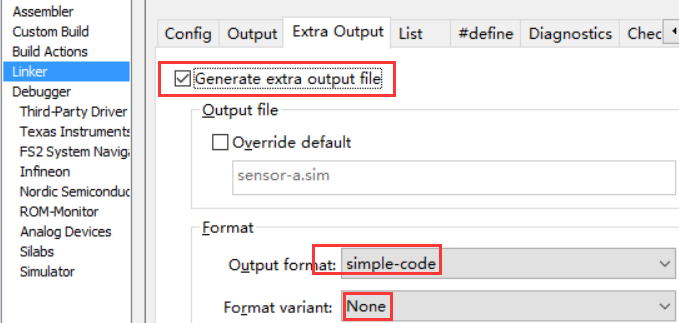 Assembler
Custom Build
Build Actions
Linker
Debugger
Third-Party Driver
Texas Instruments
FS2 System Naviga
Infineon
Nordic Semiconduc
ROM-Monitor
Analog Devices
Silabs
Simulator
Config Output Extra Output List #define Diagnostics Chec
Generate extra output file
Output file
Override default
sensor-a.sim
Format
Output format: simple-code
Format variant: None